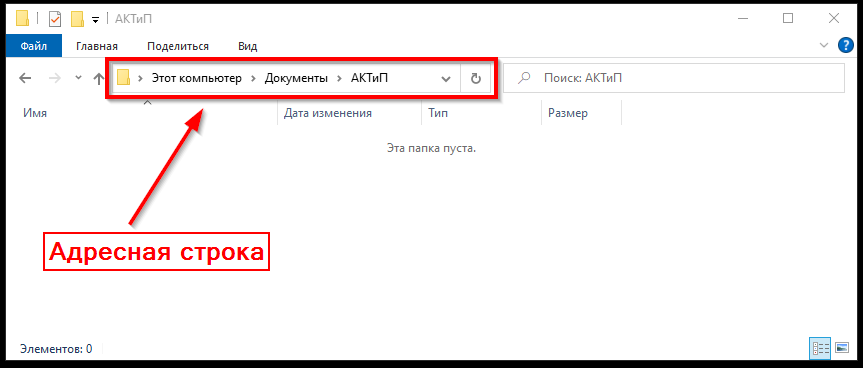 АКТиП
Файл Главная Поделиться Вид
Этот компьютер Документы АКТиП Поиск: АКТиП
Имя Дата изменения Тип Размер
Эта папка пуста.
Адресная строка
Элементов: 0